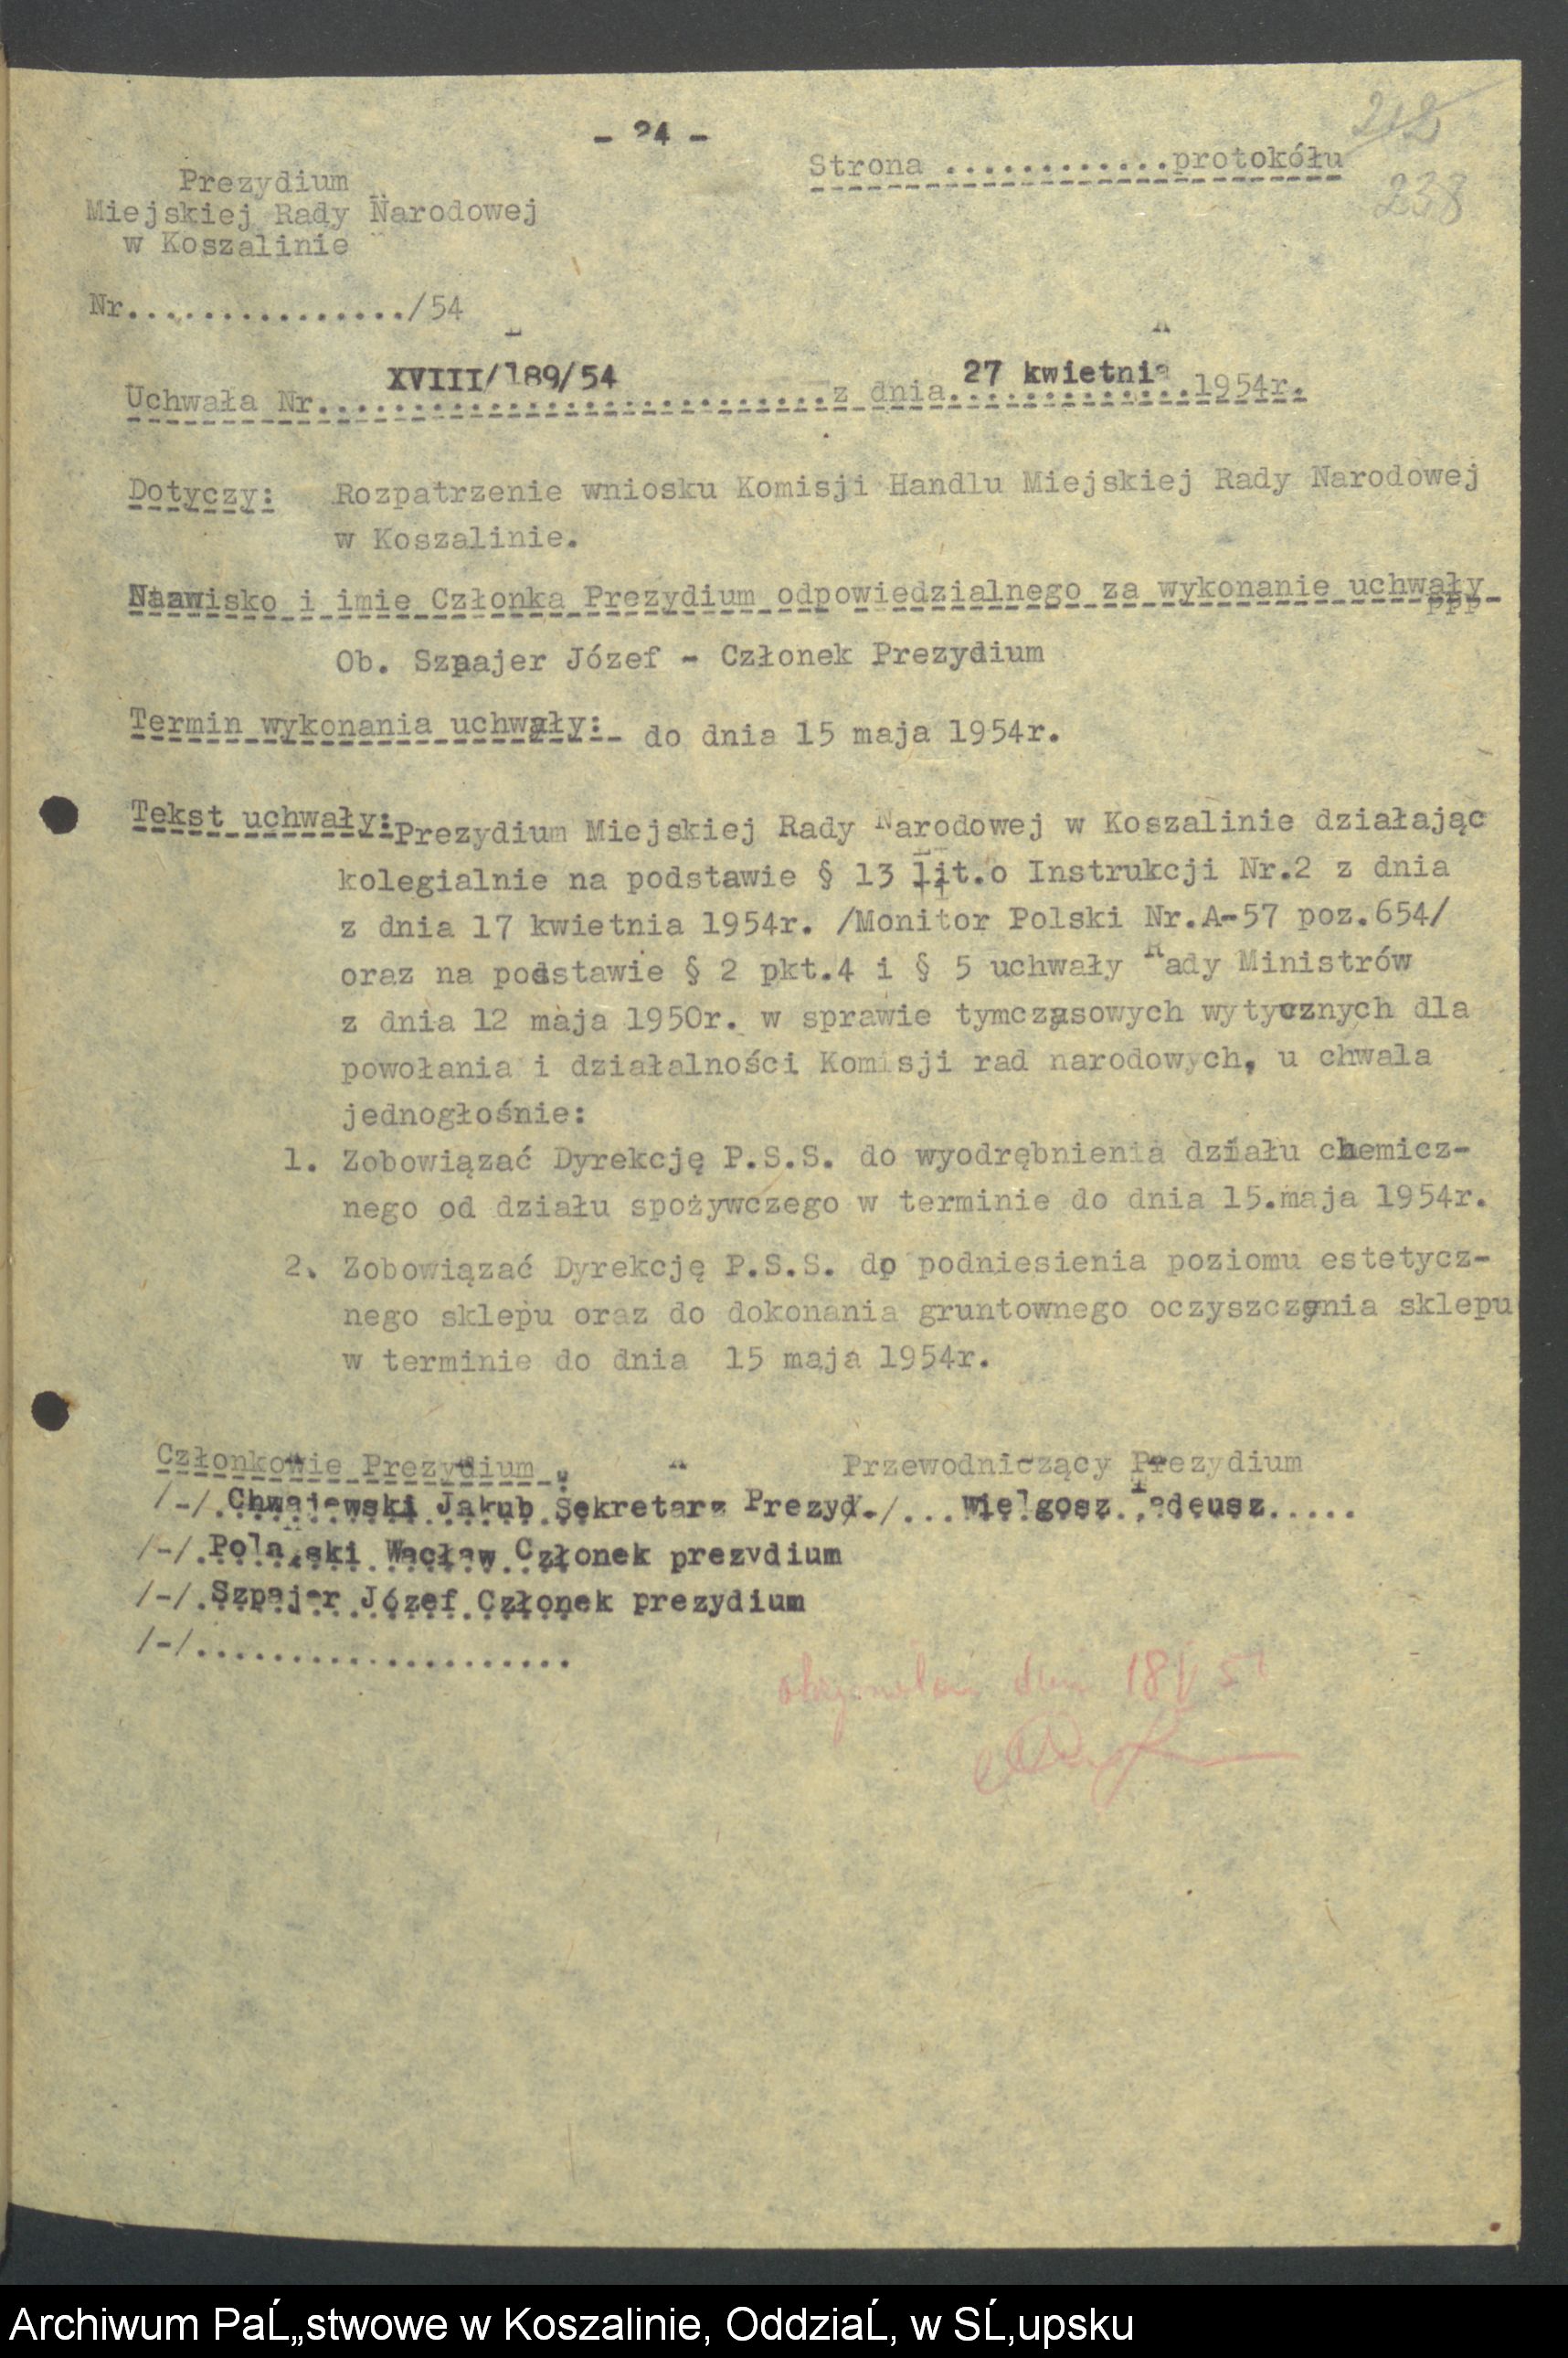 - 24 -
212
Strona ............protokółu
238
Prezydium
Miejskiej Rady Narodowej
w Koszalinie
Nr.............../54
Uchwała Nr. XVIII/189/54 z dnia 27 kwietnia 1954r.
Dotyczy: Rozpatrzenie wniosku Komisji Handlu Miejskiej Rady Narodowej
w Koszalinie.
Nazwisko i imie Członka Prezydium odpowiedzialnego za wykonanie uchwały
ppp
Ob. Szpajer Józef - Członek Prezydium
Termin wykonania uchwały: do dnia 15 maja 1954r.
Tekst uchwały: Prezydium Miejskiej Rady Narodowej w Koszalinie działając
kolegialnie na podstawie § 13 lit.o Instrukcji Nr.2 z dnia
z dnia 17 kwietnia 1954r. /Monitor Polski Nr.A-57 poz.654/
oraz na podstawie § 2 pkt.4 i § 5 uchwały Rady Ministrów
z dnia 12 maja 1950r. w sprawie tymczasowych wytycznych dla
powołania i działalności Komisji rad narodowych, u chwala
jednogłośnie:
1. Zobowiązać Dyrekcję P.S.S. do wyodrębnienia działu chemicz-
nego od działu spożywczego w terminie do dnia 15.maja 1954r.
2. Zobowiązać Dyrekcję P.S.S. do podniesienia poziomu estetycz-
nego sklepu oraz do dokonania gruntownego oczyszczenia sklepu
w terminie do dnia 15 maja 1954r.
Członkowie Prezydium : Przewodniczący Prezydium
/-/ Chwajewski Jakub Sekretarz Prezyd./... Wielgosz Tadeusz.....
/-/ Polański Wacław Członek prezydium
/-/ Szpajer Józef Członek prezydium
/-/....................
dnia 18/V 54
Archiwum PaĹ„stwowe w Koszalinie, OddziaĹ‚ w SĹ‚upsku